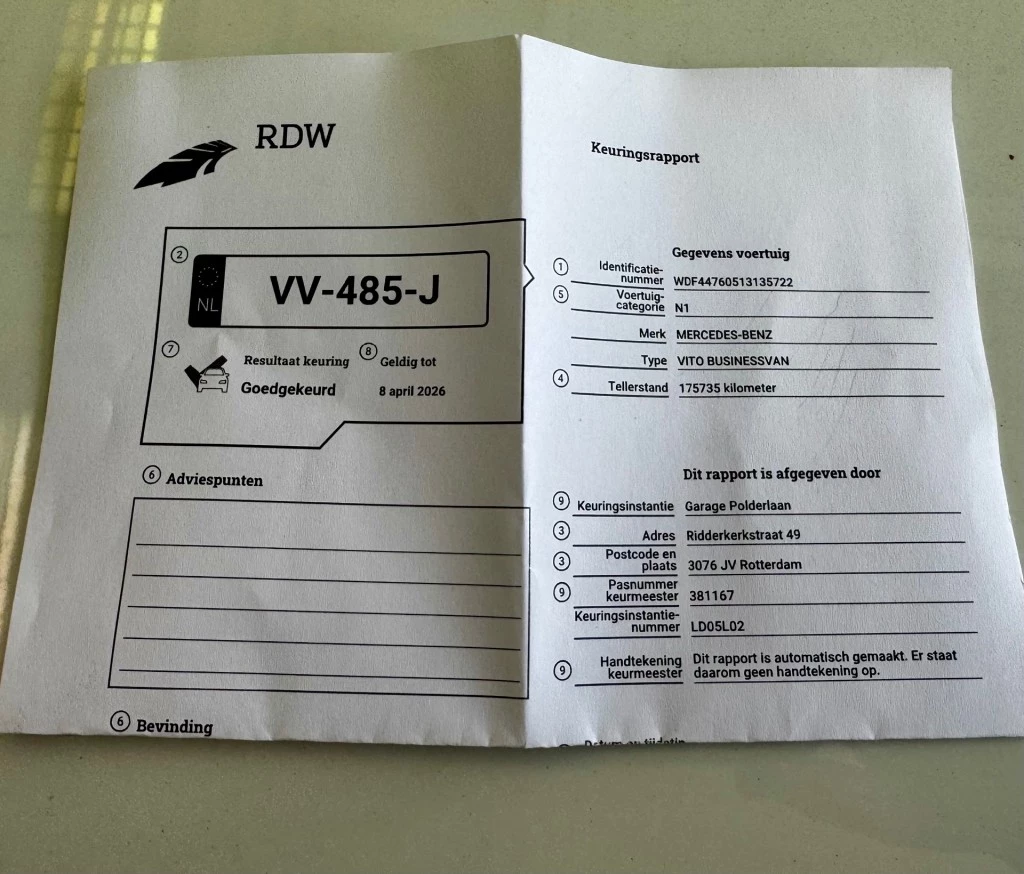 RDW
2
NL
VV-485-J
7
Resultaat keuring
Goedgekeurd
8
Geldig tot
8 april 2026
6 Adviespunten
6 Bevinding
Keuringsrapport
Gegevens voertuig
1 Identificatie-
nummer WDF44760513135722
5 Voertuig-
categorie N1
Merk MERCEDES-BENZ
Type VITO BUSINESSVAN
4 Tellerstand 175735 kilometer
Dit rapport is afgegeven door
9 Keuringsinstantie Garage Polderlaan
3 Adres Ridderkerkstraat 49
3 Postcode en
plaats 3076 JV Rotterdam
9 Pasnummer
keurmeester 381167
Keuringsinstantie-
nummer LD05L02
9 Handtekening Dit rapport is automatisch gemaakt. Er staat
keurmeester daarom geen handtekening op.